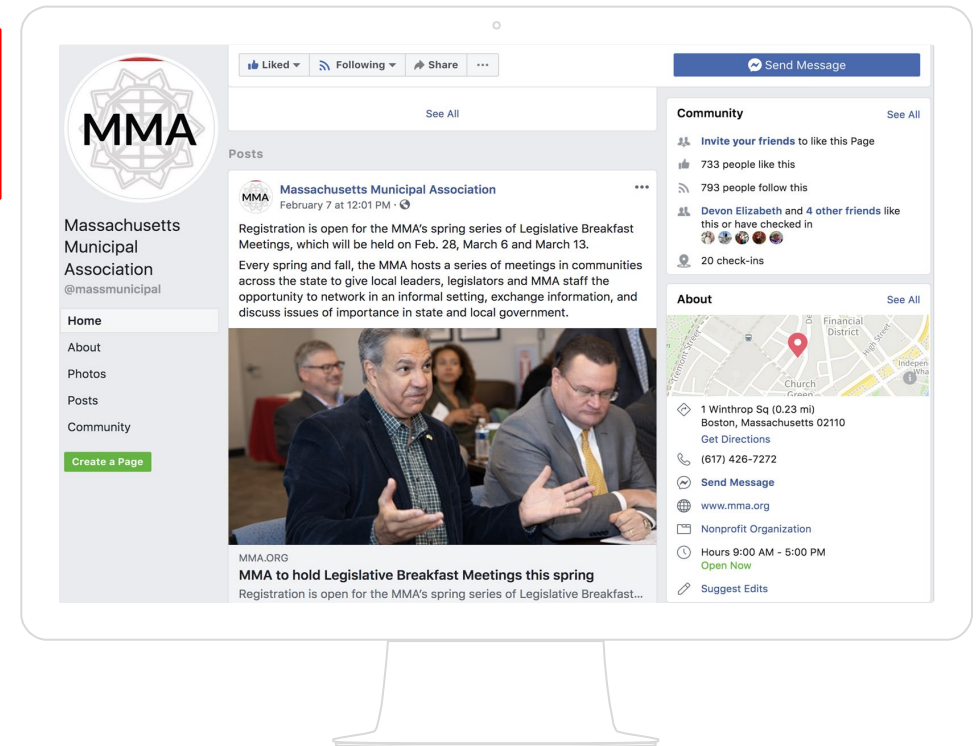 MMA
Massachusetts
Municipal
Association
@massmunicipal
Home
About
Photos
Posts
Community
Create a Page
Liked
Following
Share
...
See All
Posts
MMA
Massachusetts Municipal Association
February 7 at 12:01 PM ·
Registration is open for the MMA's spring series of Legislative Breakfast
Meetings, which will be held on Feb. 28, March 6 and March 13.
Every spring and fall, the MMA hosts a series of meetings in communities
across the state to give local leaders, legislators and MMA staff the
opportunity to network in an informal setting, exchange information, and
discuss issues of importance in state and local government.
MMA.ORG
MMA to hold Legislative Breakfast Meetings this spring
Registration is open for the MMA's spring series of Legislative Breakfast...
Send Message
Community
See All
Invite your friends to like this Page
733 people like this
793 people follow this
Devon Elizabeth and 4 other friends like
this or have checked in
20 check-ins
About
See All
Financial
District
Tremont Street
High Street
Church
Green
1 Winthrop Sq (0.23 mi)
Boston, Massachusetts 02110
Get Directions
(617) 426-7272
Send Message
www.mma.org
Nonprofit Organization
Hours 9:00 AM - 5:00 PM
Open Now
Suggest Edits